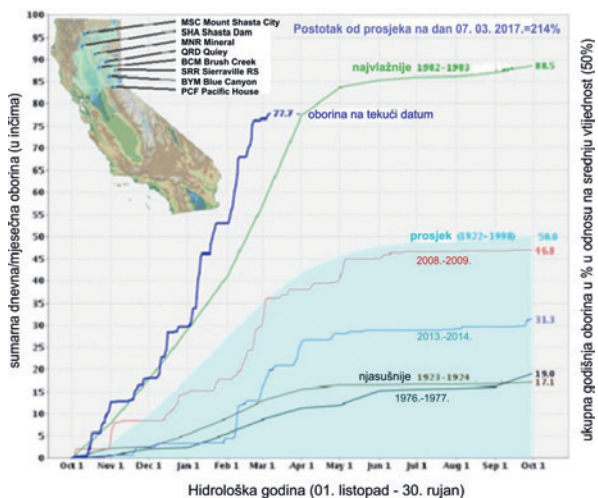 MSC Mount Shasta City
SHA Shasta Dam
MNR Mineral
QRD Quiey
BCM Brush Creek
SRR Sierraville RS
BYM Blue Canyon
PCF Pacific House
Postotak od prosjeka na dan 07. 03. 2017.=214%
najvlažnije 1982-1983
88.5
77.7
oborina na tekući datum
prosjek (1922-1998)
50.0
46.8
2008.-2009.
31.3
2013.-2014.
njasušnije 1923-1924
19.0
17.1
1976.-1977.
100
95
90
85
80
75
70
65
60
55
50
45
40
35
30
25
20
15
10
5
0
Oct 1
Nov 1
Dec 1
Jan 1
Feb 1
Mar 1
Apr 1
May 1
Jun 1
Jul 1
Aug 1
Sep 1
Oct 1
Hidrološka godina (01. listopad - 30. rujan)
sumarna dnevna/mjesečna oborina (u inčima)
ukupna godišnja oborina u % u odnosu na srednju vrijednost (50%)